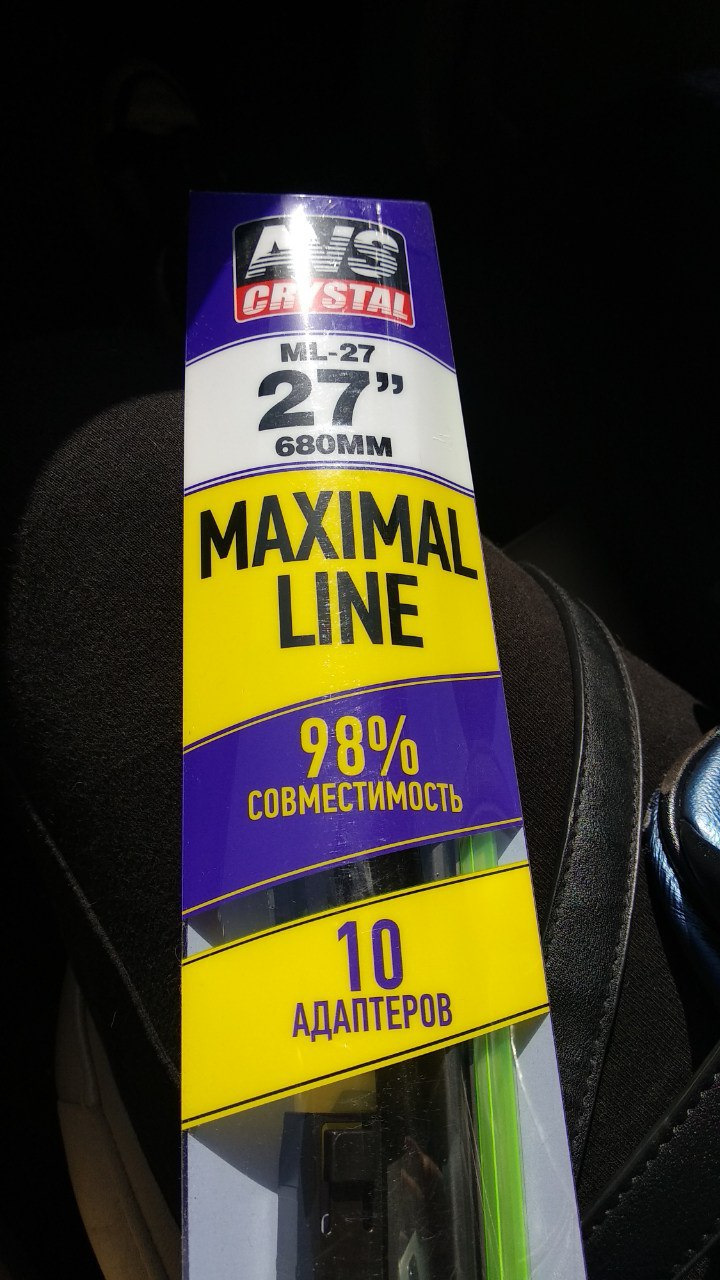 AVS
CRYSTAL
ML-27
27”
680MM
MAXIMAL
LINE
98%
СОВМЕСТИМОСТЬ
10
АДАПТЕРОВ